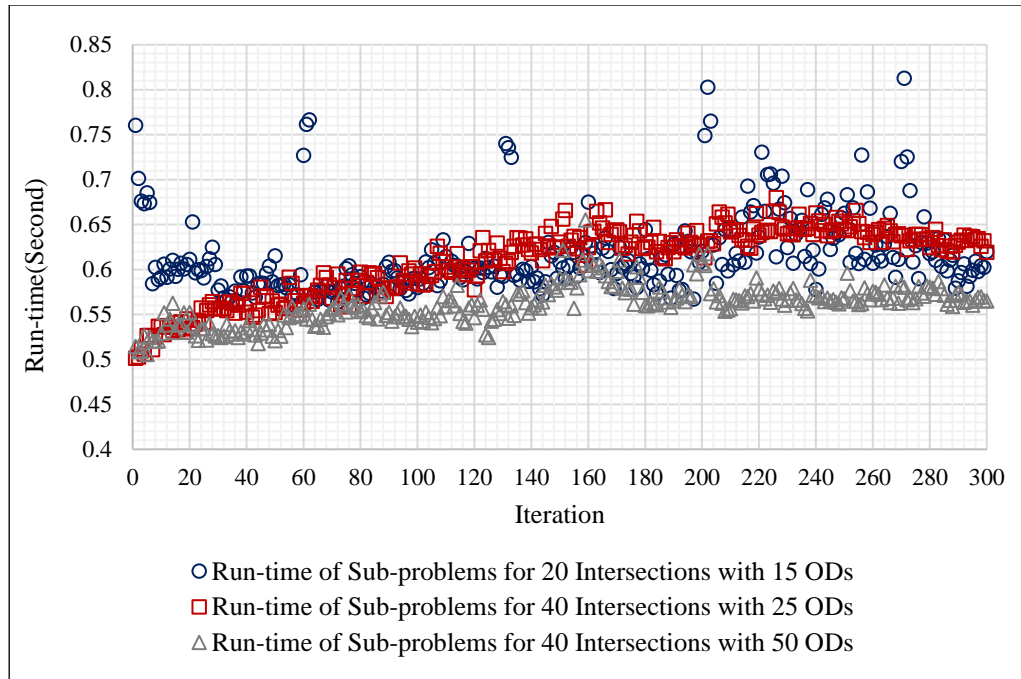 0.85
0.8
0.75
0.7
0.65
0.6
0.55
0.5
0.45
0.4
Run-time(Second)
0 20 40 60 80 100 120 140 160 180 200 220 240 260 280 300
Iteration
Run-time of Sub-problems for 20 Intersections with 15 ODs
Run-time of Sub-problems for 40 Intersections with 25 ODs
Run-time of Sub-problems for 40 Intersections with 50 ODs